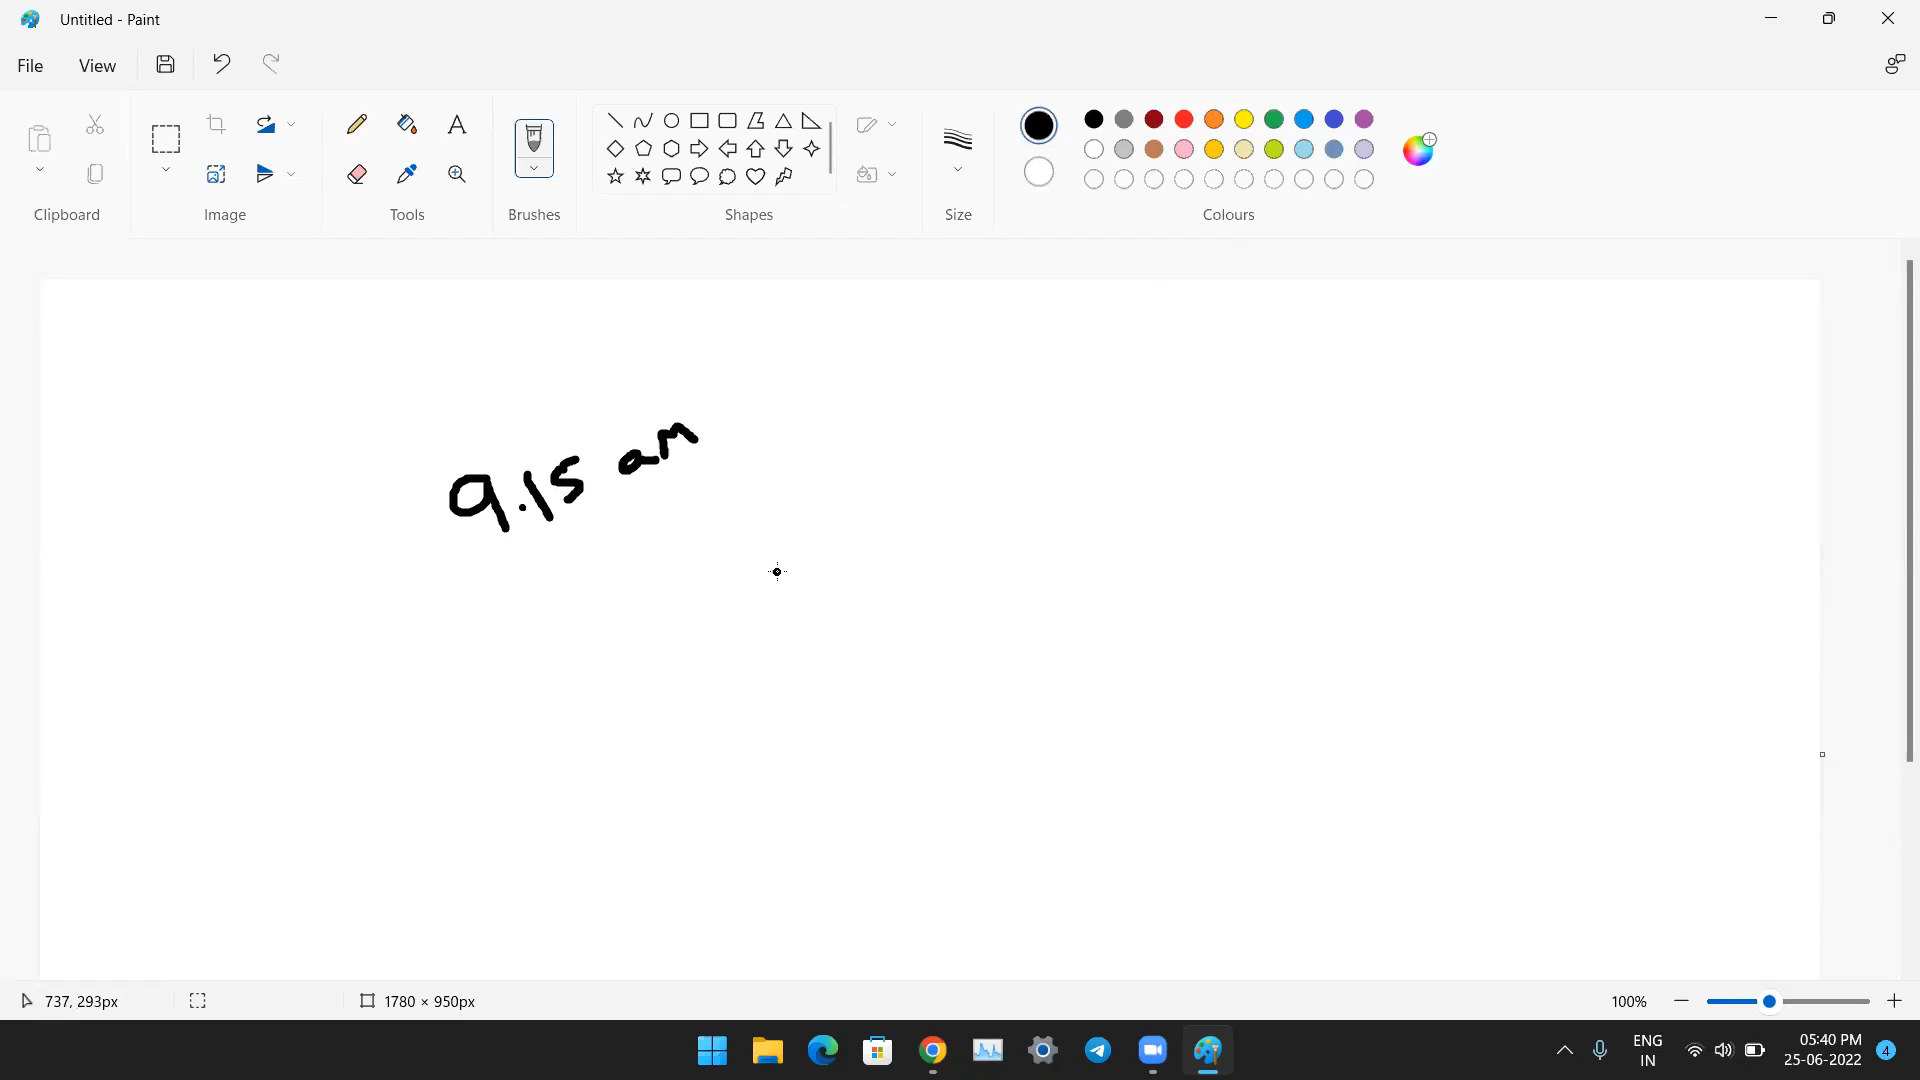 Untitled - Paint
File View
Clipboard Image Tools Brushes Shapes Size Colours
9.15 am
737, 293px 1780 × 950px 100%
ENG 05:40 PM
IN 25-06-2022 4